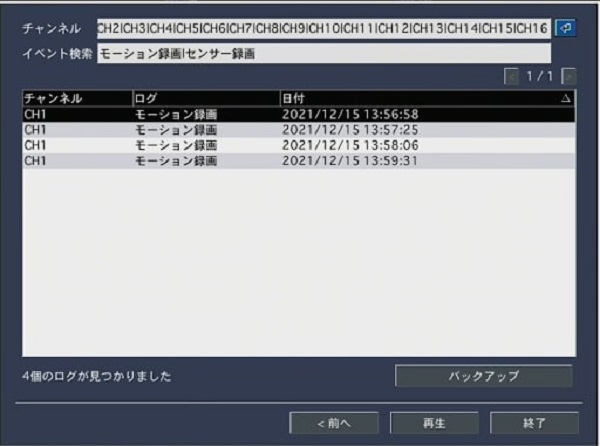 チャンネル CH2|CH3|CH4|CH5|CH6|CH7|CH8|CH9|CH10|CH11|CH12|CH13|CH14|CH15|CH16
イベント検索 モーション録画|センサー録画
< 1/1
チャンネル ログ 日付 △
CH1 モーション録画 2021/12/15 13:56:58
CH1 モーション録画 2021/12/15 13:57:25
CH1 モーション録画 2021/12/15 13:58:06
CH1 モーション録画 2021/12/15 13:59:31
4個のログが見つかりました バックアップ
<前へ 再生 終了